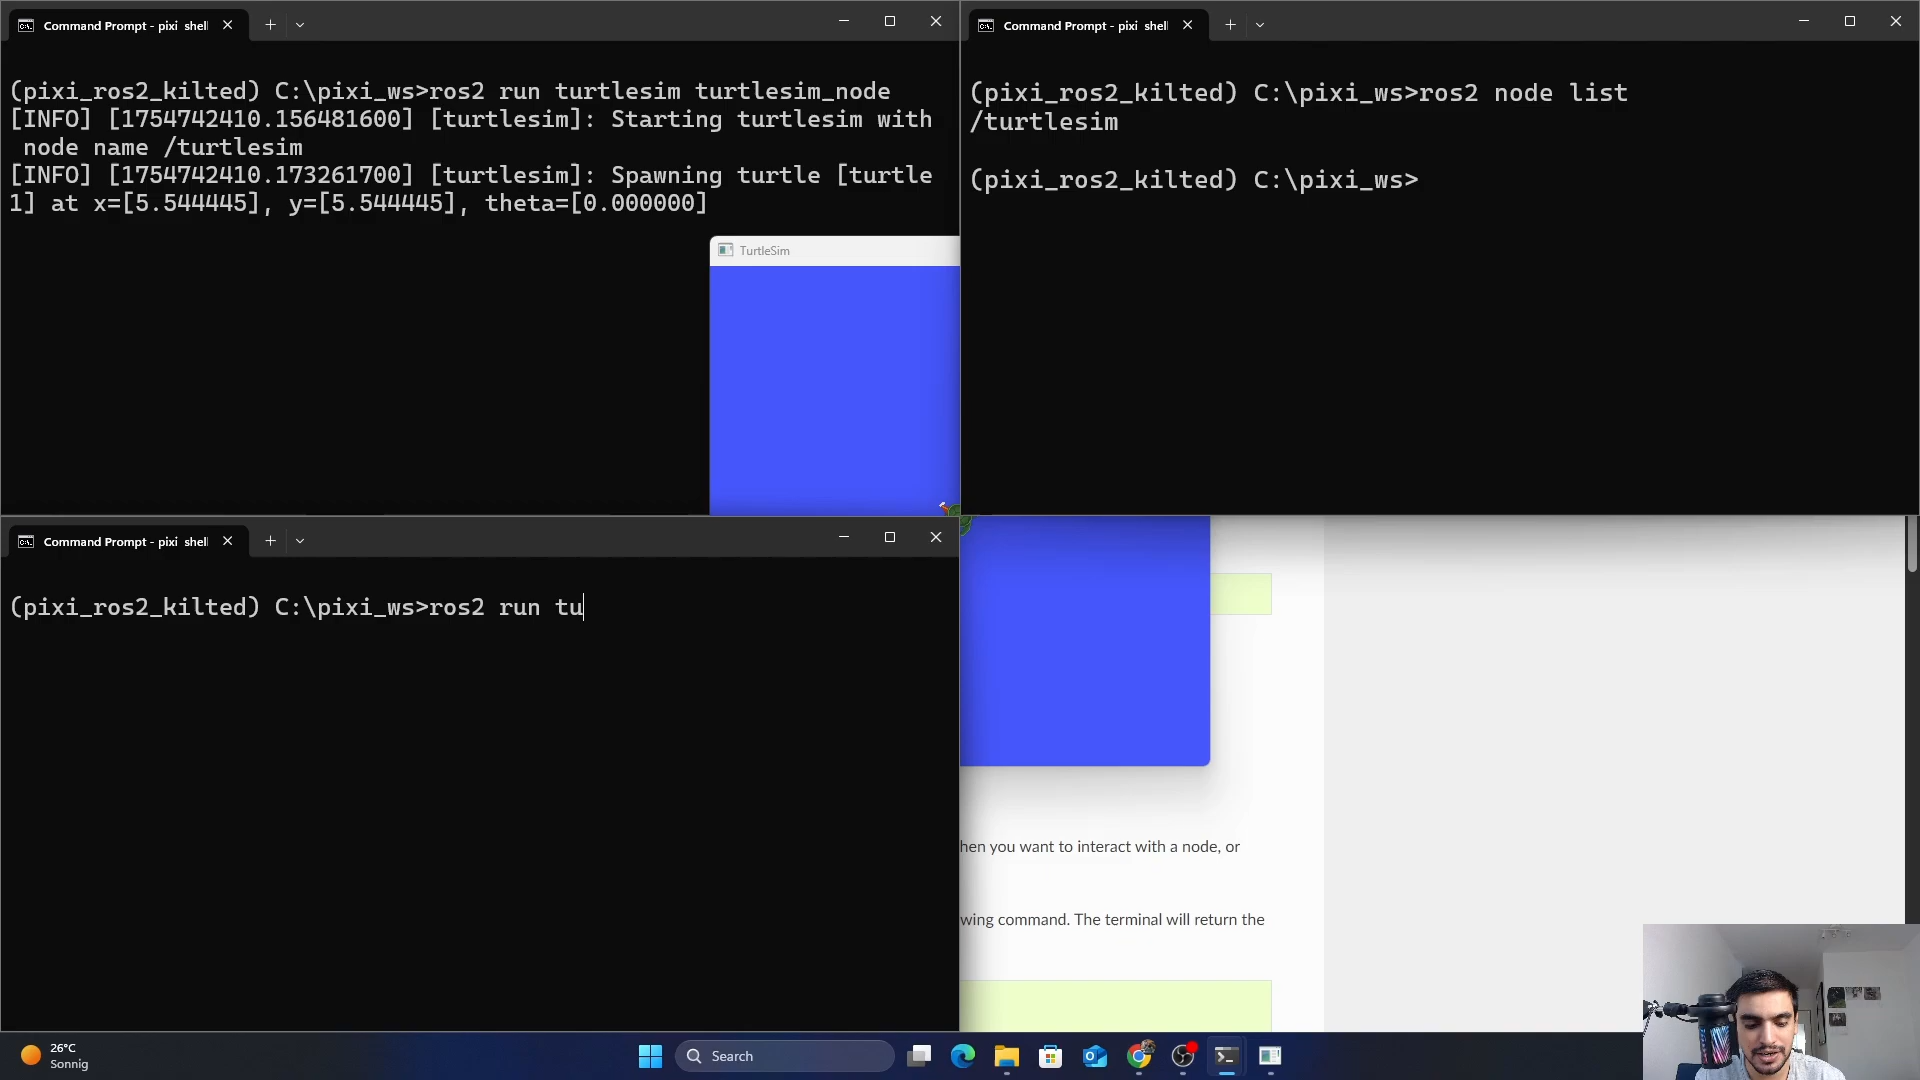 Command Prompt - pixi shell
(pixi_ros2_kilted) C:\pixi_ws>ros2 run turtlesim turtlesim_node
[INFO] [1754742410.156481600] [turtlesim]: Starting turtlesim with
node name /turtlesim
[INFO] [1754742410.173261700] [turtlesim]: Spawning turtle [turtle
1] at x=[5.544445], y=[5.544445], theta=[0.000000]
TurtleSim
Command Prompt - pixi shell
(pixi_ros2_kilted) C:\pixi_ws>ros2 node list
/turtlesim
(pixi_ros2_kilted) C:\pixi_ws>
Command Prompt - pixi shell
(pixi_ros2_kilted) C:\pixi_ws>ros2 run tu
hen you want to interact with a node, or
wing command. The terminal will return the
26°C
Sonnig
Search